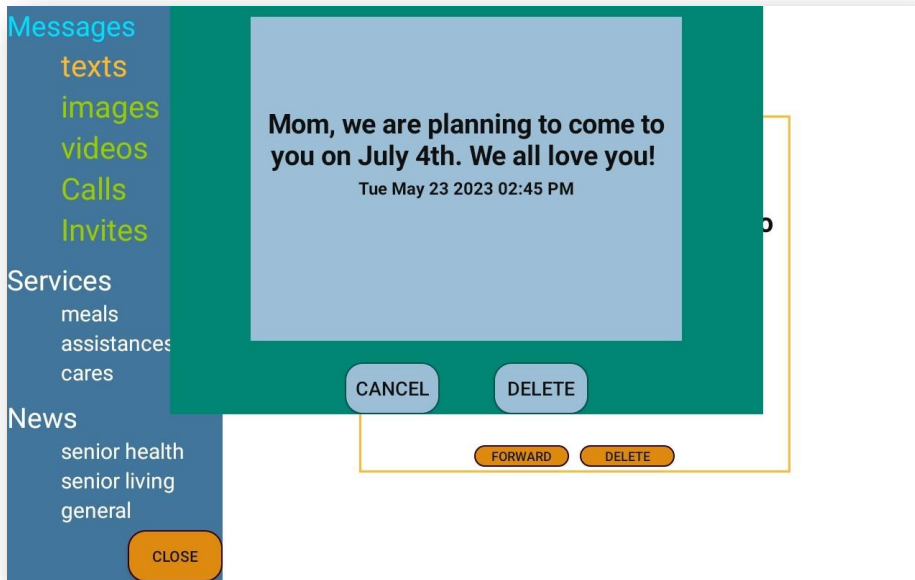 Messages
texts
images
videos
Calls
Invites
Services
meals
assistances
cares
News
senior health
senior living
general
CLOSE
Mom, we are planning to come to
you on July 4th. We all love you!
Tue May 23 2023 02:45 PM
CANCEL
DELETE
FORWARD
DELETE